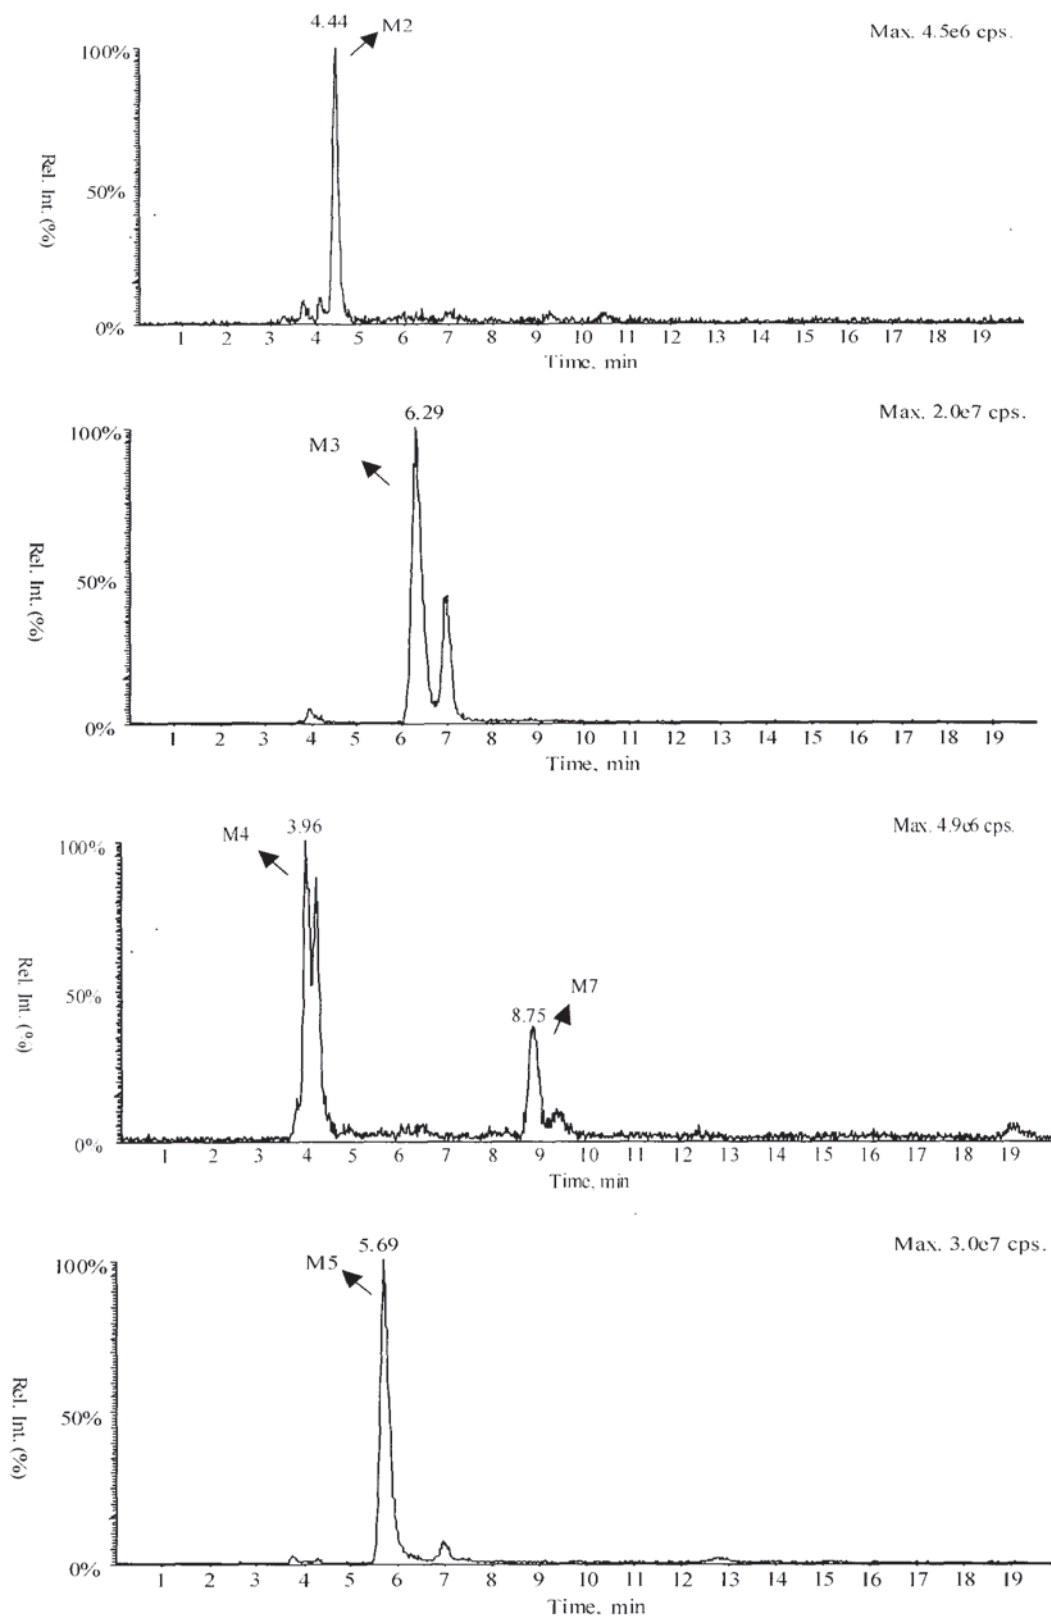 4.44 M2 Max. 4.5e6 cps.
100%
Rel. Int. (%)
50%
0%
1 2 3 4 5 6 7 8 9 10 11 12 13 14 15 16 17 18 19
Time, min
6.29 Max. 2.0e7 cps.
100%
M3
Rel. Int. (%)
50%
0%
1 2 3 4 5 6 7 8 9 10 11 12 13 14 15 16 17 18 19
Time, min
M4 3.96 Max. 4.9e6 cps.
100%
Rel. Int. (%)
50%
M7
8.75
0%
1 2 3 4 5 6 7 8 9 10 11 12 13 14 15 16 17 18 19
Time, min
5.69 Max. 3.0e7 cps.
M5
100%
Rel. Int. (%)
50%
0%
1 2 3 4 5 6 7 8 9 10 11 12 13 14 15 16 17 18 19
Time, min